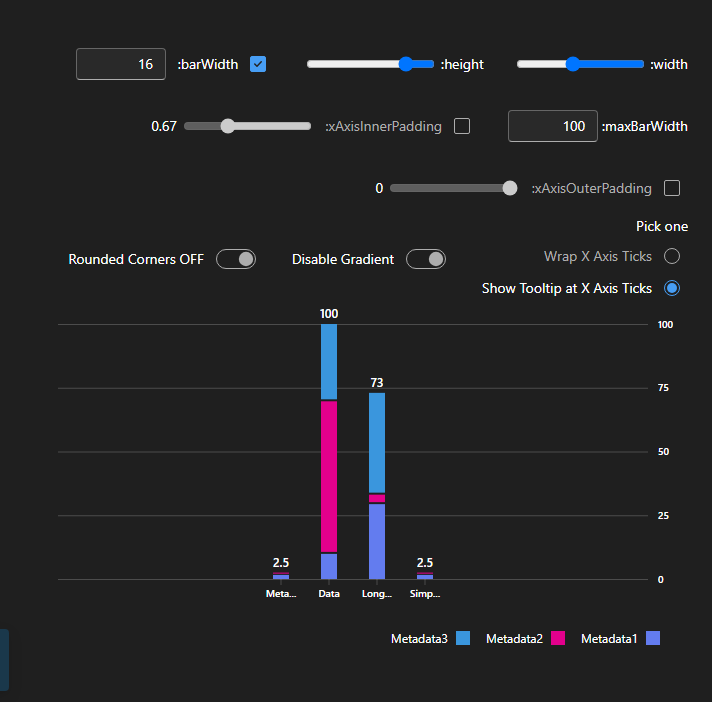 16 :barWidth :height :width
0.67 :xAxisInnerPadding 100 :maxBarWidth
0 :xAxisOuterPadding
Pick one
Rounded Corners OFF Disable Gradient Wrap X Axis Ticks
Show Tooltip at X Axis Ticks
100
100
73
75
50
25
2.5 2.5
0
Meta... Data Long... Simp...
Metadata3 Metadata2 Metadata1